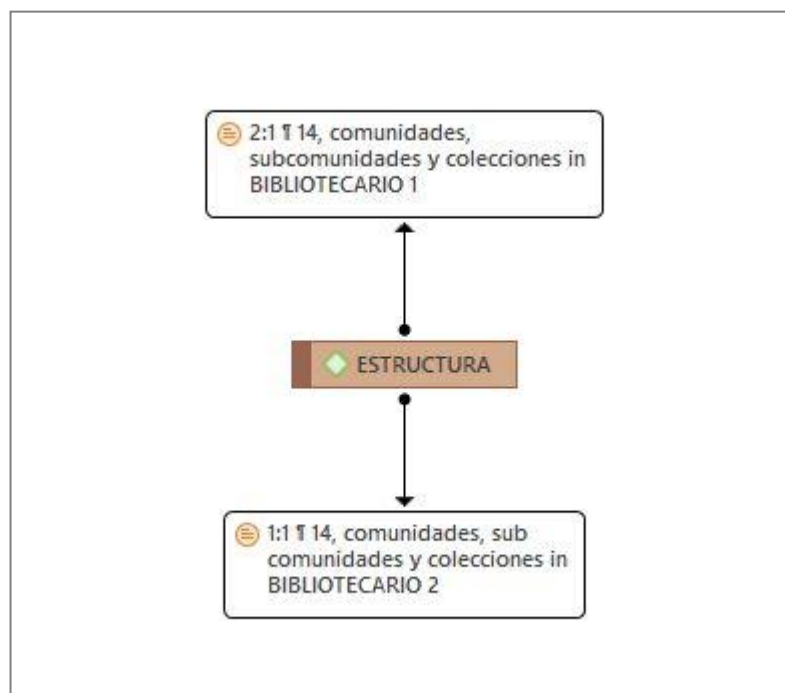 2:1 ¶ 14, comunidades,
subcomunidades y colecciones in
BIBLIOTECARIO 1
ESTRUCTURA
1:1 ¶ 14, comunidades, sub
comunidades y colecciones in
BIBLIOTECARIO 2